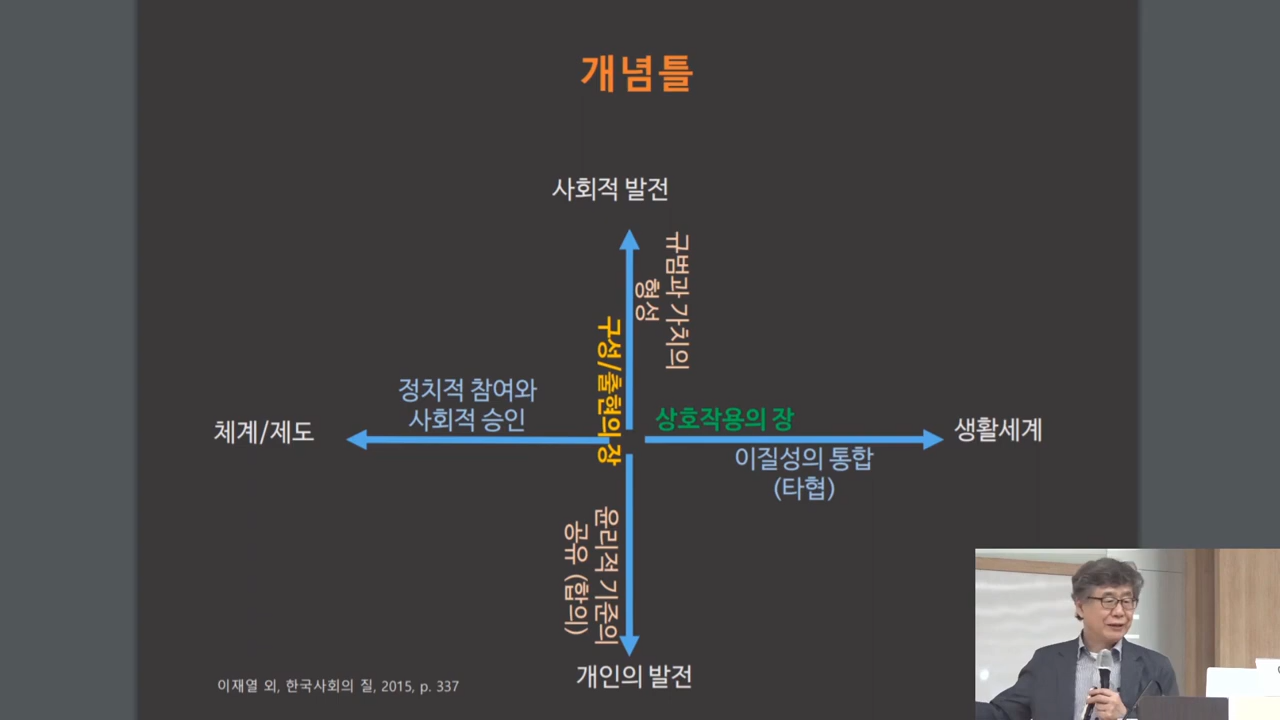 개념틀
사회적 발전
규범과 가치의
형성
구성/출현의 장
정치적 참여와
사회적 승인
체계/제도
상호작용의 장
생활세계
이질성의 통합
(타협)
윤리적 기준의
공유 (합의)
개인의 발전
이재열 외, 한국사회의 질, 2015, p. 337